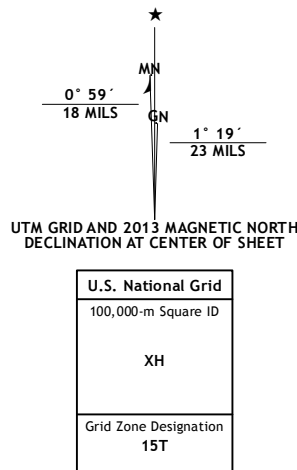 ★
MN
0° 59´
18 MILS
GN
1° 19´
23 MILS
UTM GRID AND 2013 MAGNETIC NORTH
DECLINATION AT CENTER OF SHEET
U.S. National Grid
100,000-m Square ID
XH
Grid Zone Designation
15T